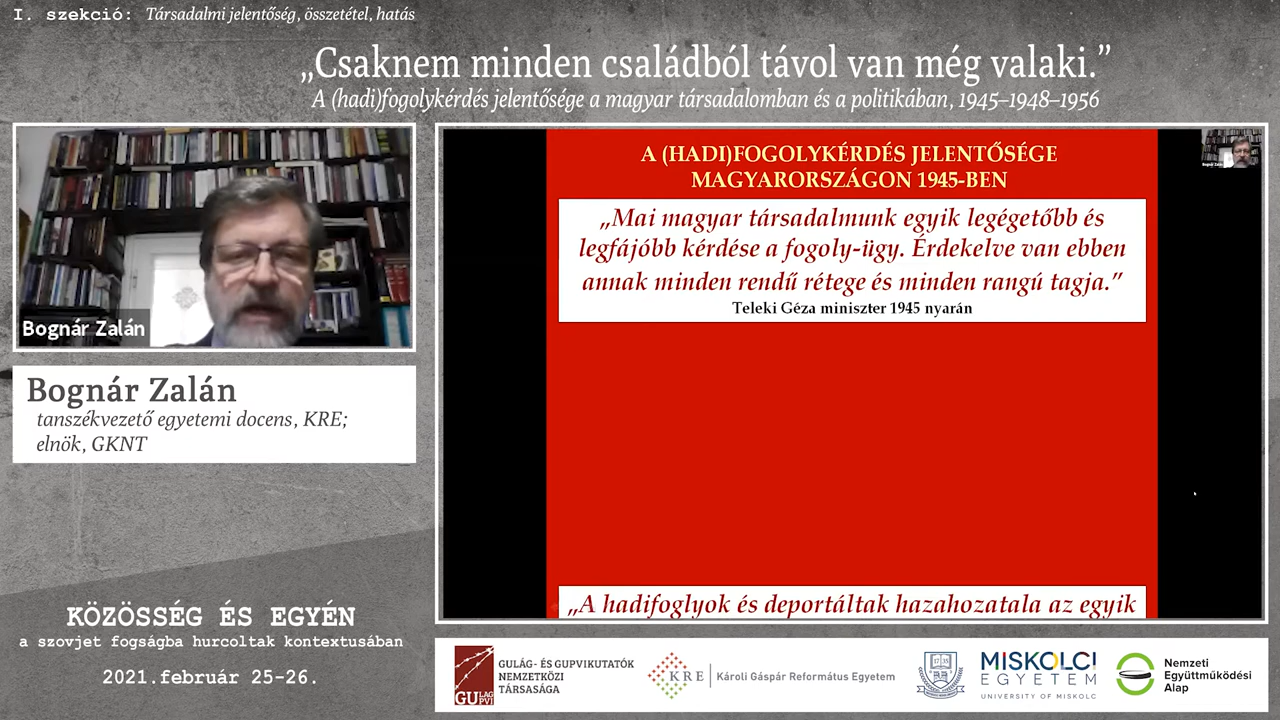 I. szekció: Társadalmi jelentőség, összetétel, hatás
„Csaknem minden családból távol van még valaki.”
A (hadi)fogolykérdés jelentősége a magyar társadalomban és a politikában, 1945–1948–1956
Bognár Zalán
Bognár Zalán
tanszékvezető egyetemi docens, KRE;
elnök, GKNT
A (HADI)FOGOLYKÉRDÉS JELENTŐSÉGE
MAGYARORSZÁGON 1945-BEN
„Mai magyar társadalmunk egyik legégetőbb és
legfájóbb kérdése a fogoly-ügy. Érdekelve van ebben
annak minden rendű rétege és minden rangú tagja.”
Teleki Géza miniszter 1945 nyarán
„A hadifoglyok és deportáltak hazahozatala az egyik
KÖZÖSSÉG ÉS EGYÉN
a szovjet fogságba hurcoltak kontextusában
2021.február 25-26.
GULÁG
PVI
GULÁG- ÉS GUPVIKUTATÓK
NEMZETKÖZI
TÁRSASÁGA
KRE
Károli Gáspár Református Egyetem
MISKOLCI
EGYETEM
UNIVERSITY OF MISKOLC
Nemzeti
Együttműködési
Alap